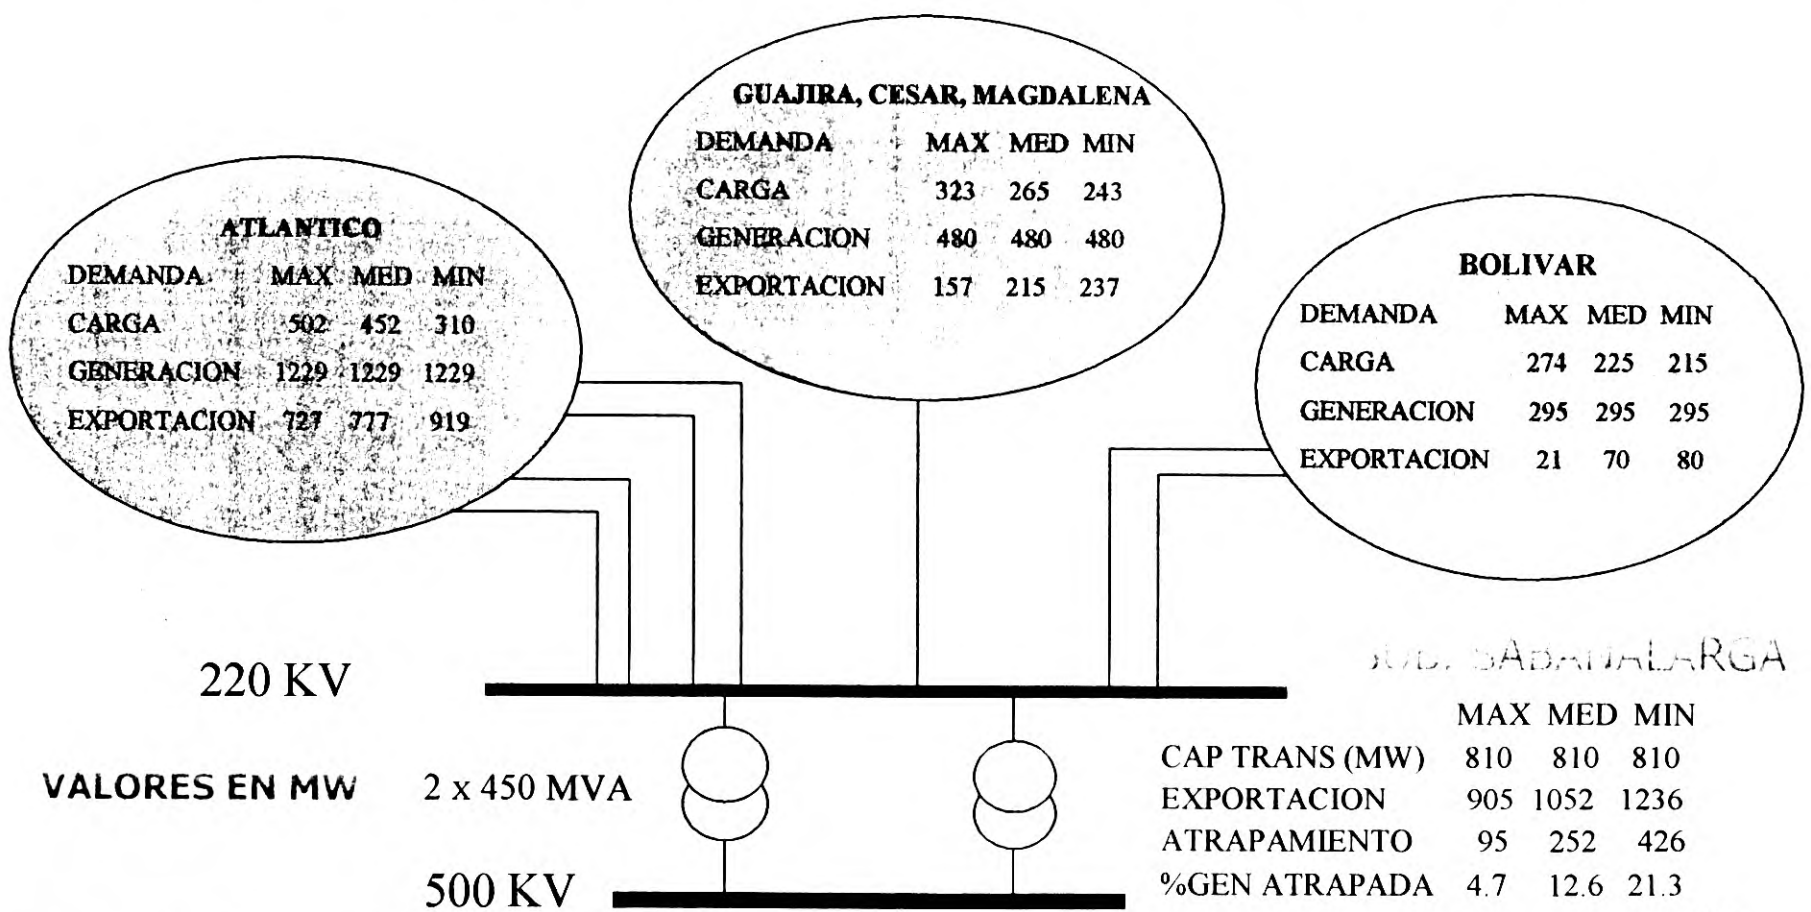 GUAJIRA, CESAR, MAGDALENA
DEMANDA MAX MED MIN
CARGA 323 265 243
GENERACION 480 480 480
EXPORTACION 157 215 237
ATLANTICO
DEMANDA MAX MED MIN
CARGA 502 452 310
GENERACION 1229 1229 1229
EXPORTACION 727 777 919
BOLIVAR
DEMANDA MAX MED MIN
CARGA 274 225 215
GENERACION 295 295 295
EXPORTACION 21 70 80
220 KV
SABANALARGA
VALORES EN MW
2 x 450 MVA
MAX MED MIN
CAP TRANS (MW) 810 810 810
EXPORTACION 905 1052 1236
ATRAPAMIENTO 95 252 426
%GEN ATRAPADA 4.7 12.6 21.3
500 KV